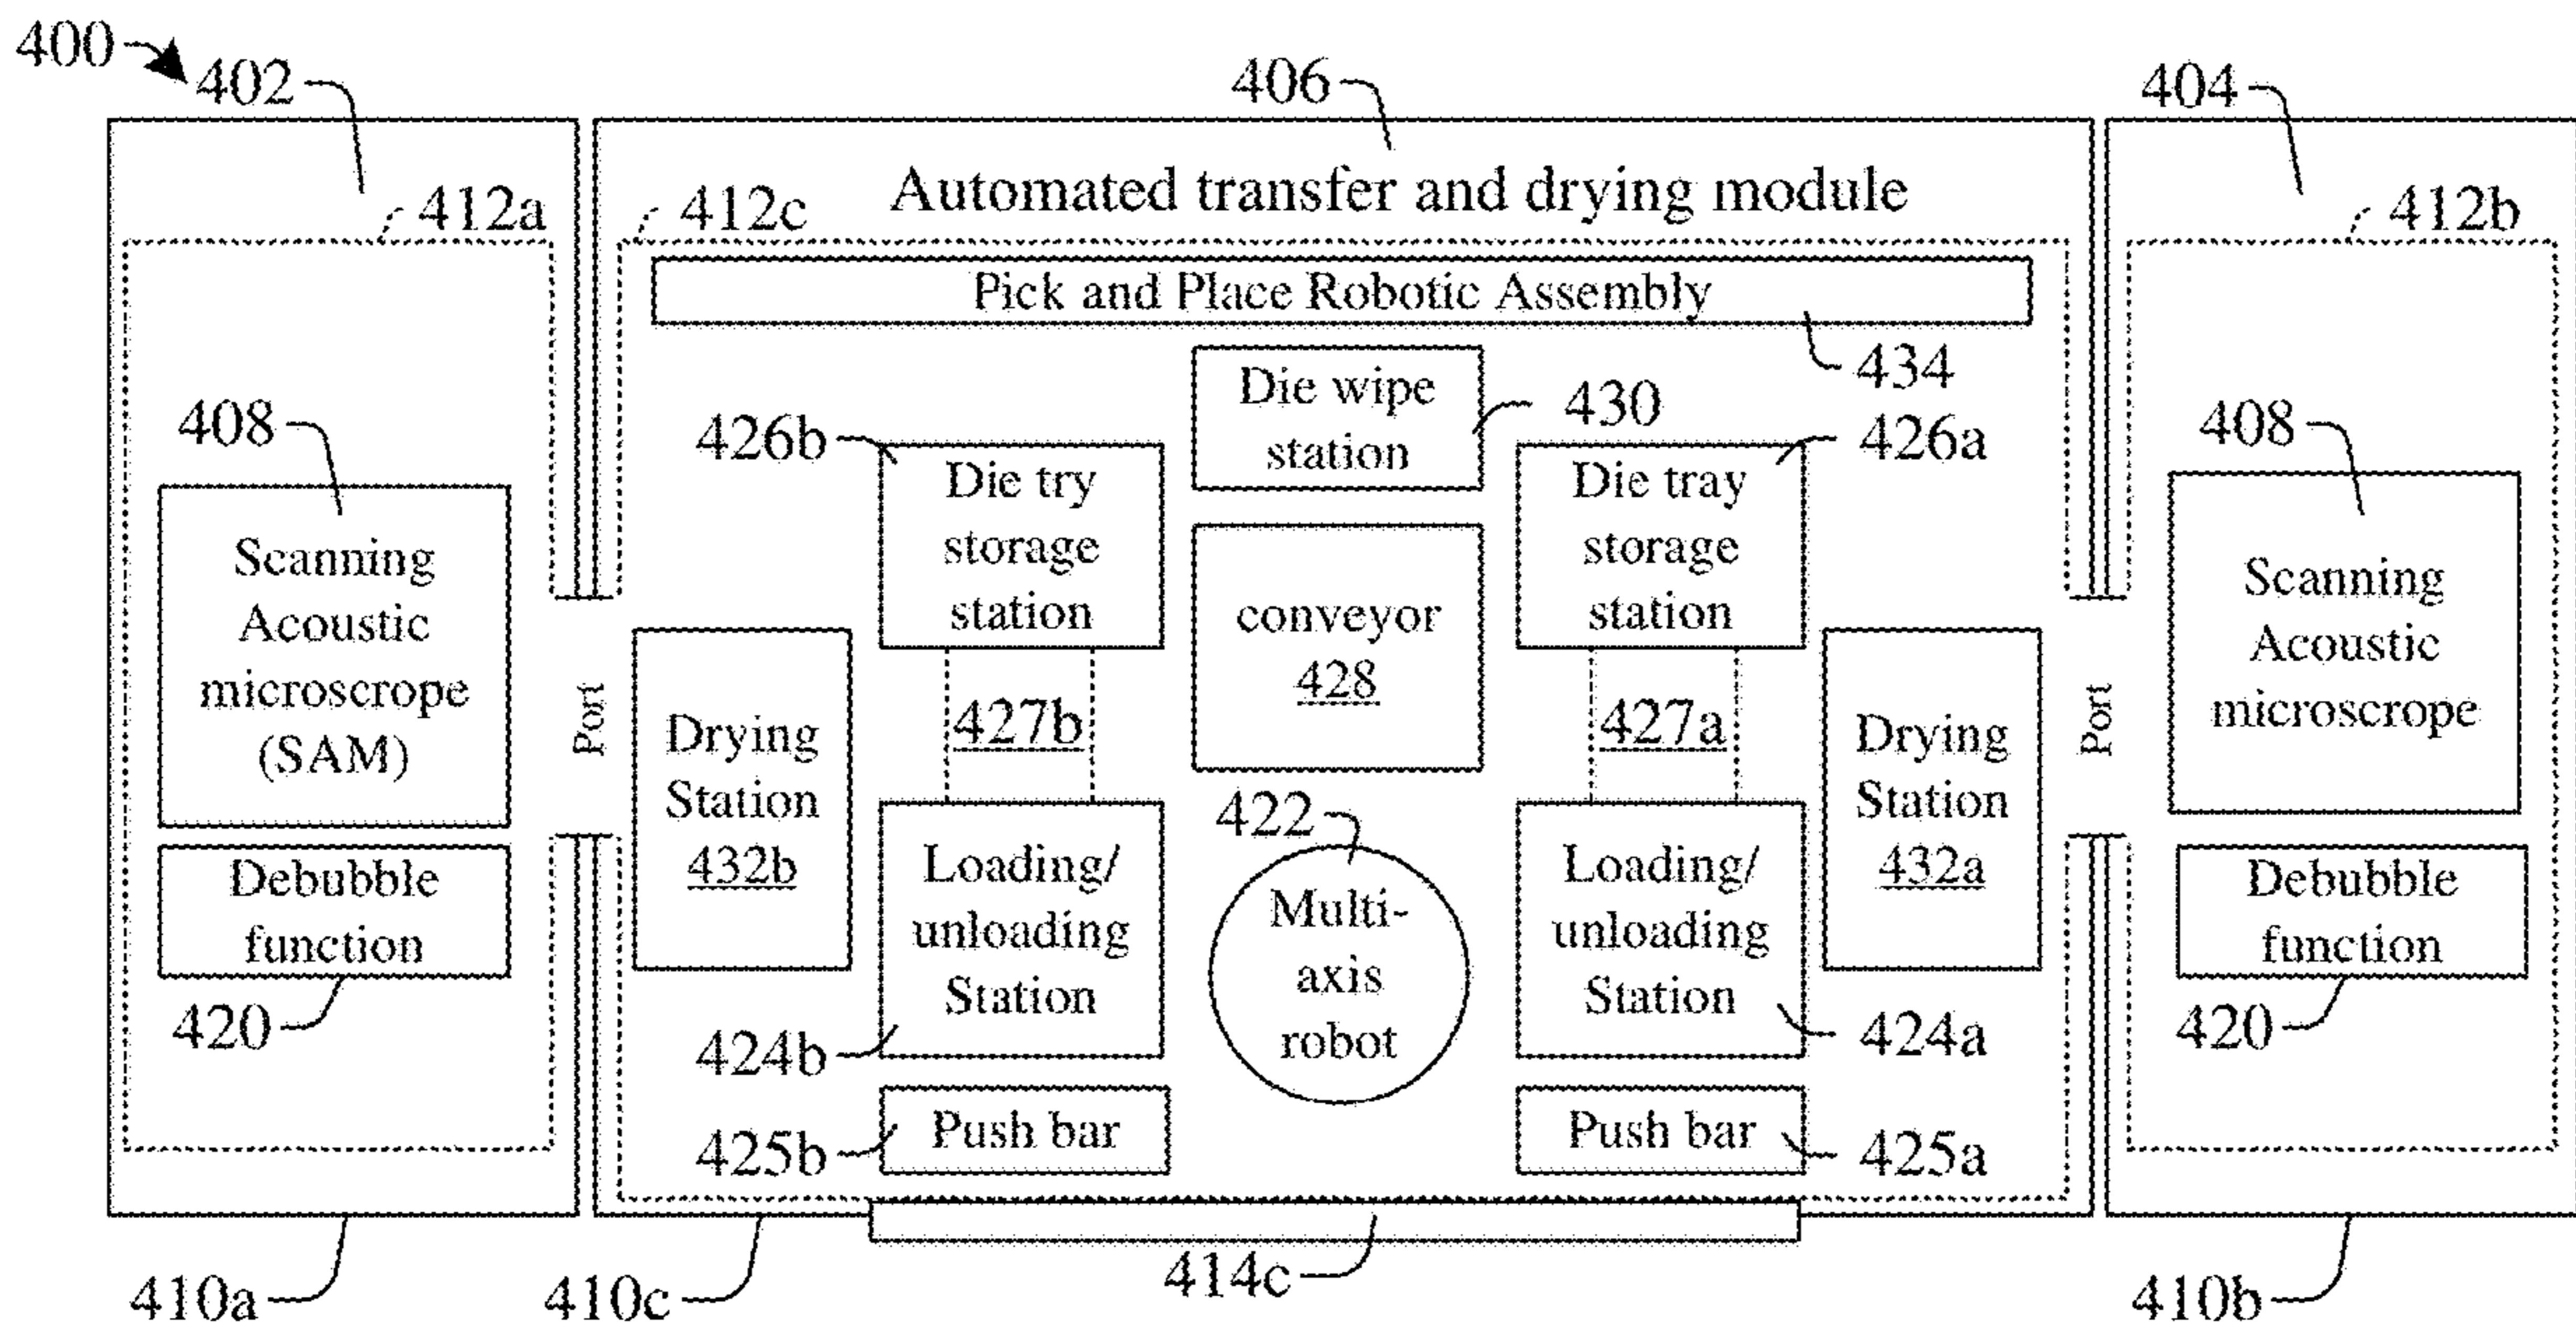 400
402
406
404
412a
412c
Automated transfer and drying module
412b
Pick and Place Robotic Assembly
434
Die wipe
station
430
408
426b
Die try
storage
station
426a
Die tray
storage
station
408
Scanning
Acoustic
microscrope
(SAM)
conveyor
428
Scanning
Acoustic
microscrope
Port
Drying
Station
432b
427b
427a
Drying
Station
432a
Port
422
Debubble
function
420
Loading/
unloading
Station
424b
Multi-
axis
robot
Loading/
unloading
Station
424a
Debubble
function
420
Push bar
425b
Push bar
425a
410a
410c
414c
410b